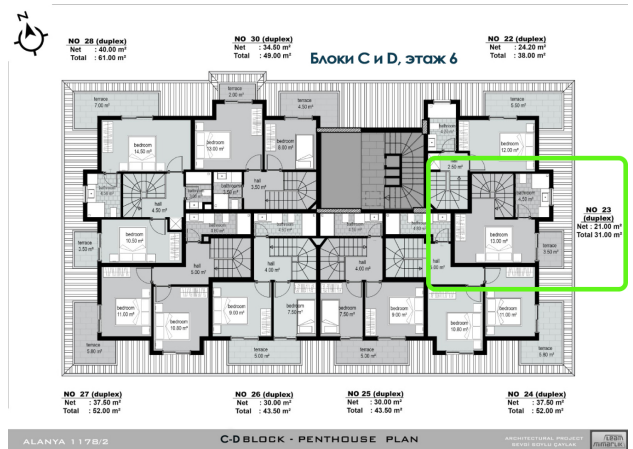 N
NO 28 (duplex)
Net : 40.00 m²
Total : 61.00 m²
NO 30 (duplex)
Net : 34.50 m²
Total : 49.00 m²
NO 22 (duplex)
Net : 24.20 m²
Total : 38.00 m²
Блоки C и D, этаж 6
terrace
7.00 m²
terrace
terrace
4.50 m²
terrace
5.50 m²
bedroom
14.50 m²
bedroom
13.00 m²
bedroom
8.00 m²
bathroom
bedroom
12.00 m²
hall
2.50 m²
hall
4.50 m²
hall
3.50 m²
bathroom
4.50 m²
NO 23
(duplex)
Net : 21.00 m²
Total 31.00 m²
terrace
3.50 m²
bedroom
10.50 m²
bedroom
13.00 m²
terrace
3.50 m²
hall
5.00 m²
hall
4.00 m²
hall
4.00 m²
hall
bedroom
11.00 m²
bedroom
10.80 m²
bedroom
9.00 m²
bedroom
7.50 m²
bedroom
7.50 m²
bedroom
9.00 m²
bedroom
10.80 m²
bedroom
11.00 m²
terrace
5.80 m²
terrace
5.00 m²
terrace
5.00 m²
terrace
5.80 m²
NO 27 (duplex)
Net : 37.50 m²
Total : 52.00 m²
NO 26 (duplex)
Net : 30.00 m²
Total : 43.50 m²
NO 25 (duplex)
Net : 30.00 m²
Total : 43.50 m²
NO 24 (duplex)
Net : 37.50 m²
Total : 52.00 m²
ALANYA 1178/2
C-D BLOCK - PENTHOUSE PLAN
ARCHITECTURAL PROJECT